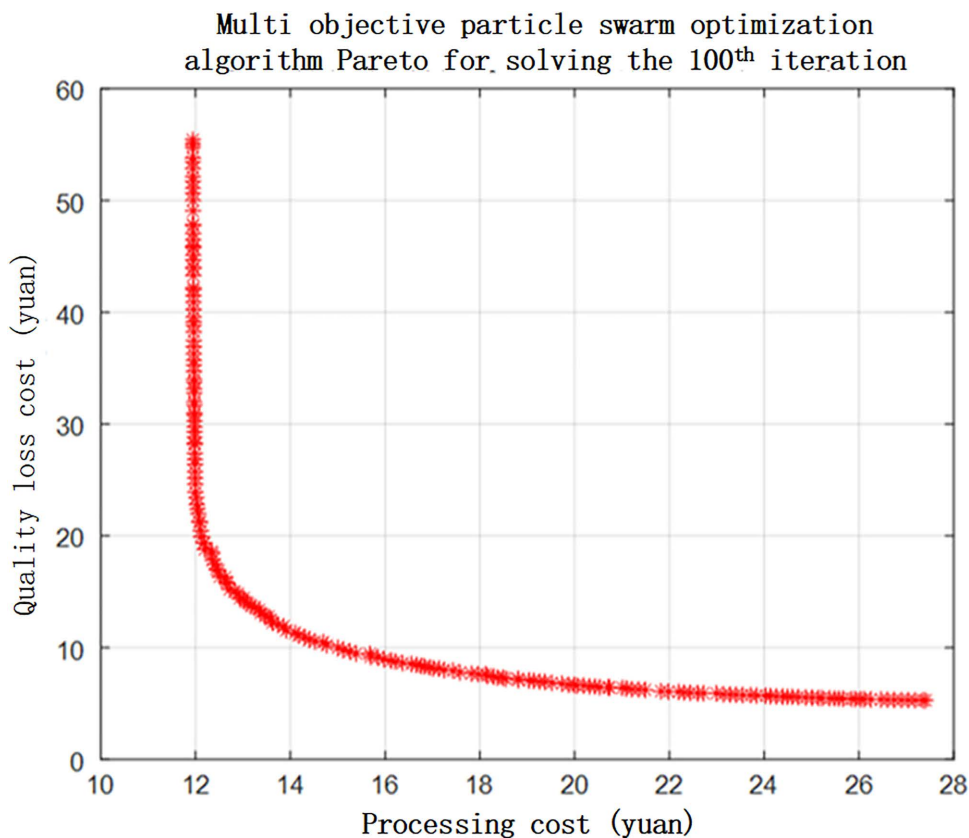 Multi objective particle swarm optimization
algorithm Pareto for solving the 100th iteration
60
50
40
30
20
10
0
Quality loss cost (yuan)
10 12 14 16 18 20 22 24 26 28
Processing cost (yuan)